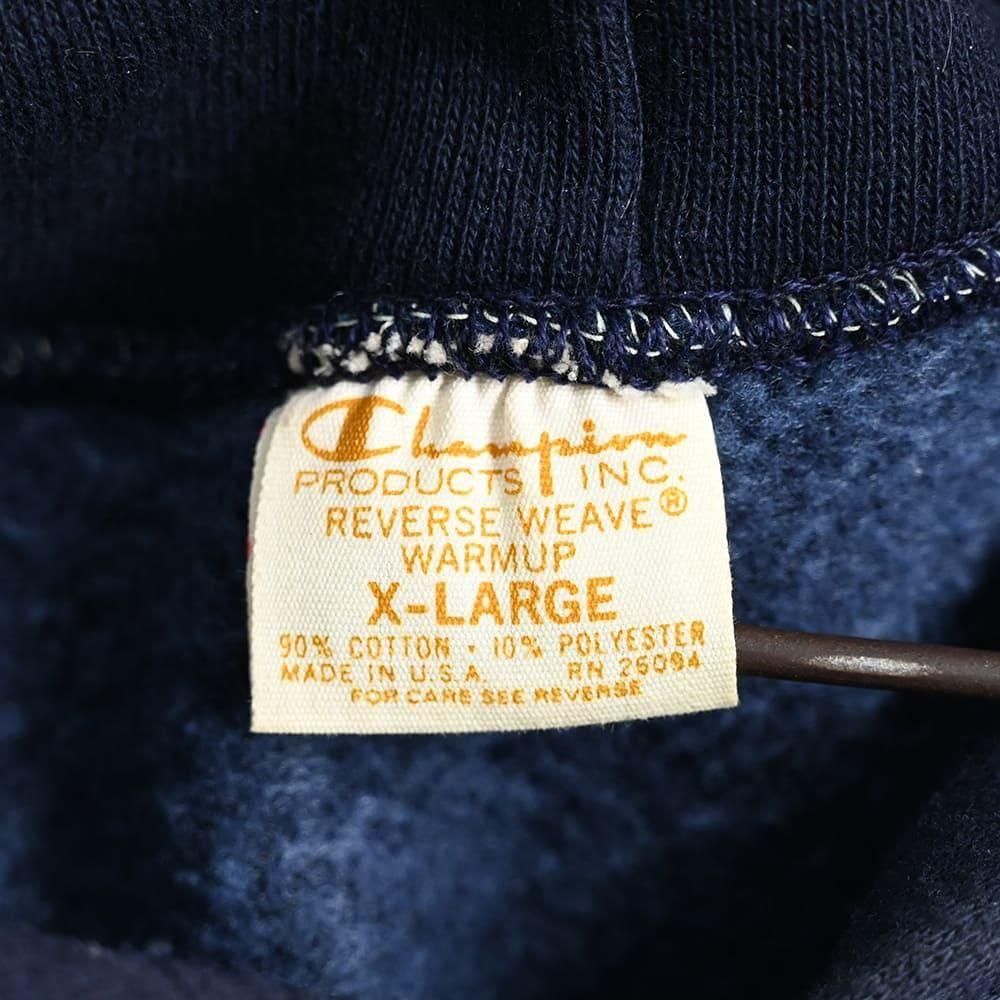 Champion
PRODUCTS INC.
REVERSE WEAVE®
WARMUP
X-LARGE
90% COTTON • 10% POLYESTER
MADE IN U.S.A. RN 26094
FOR CARE SEE REVERSE